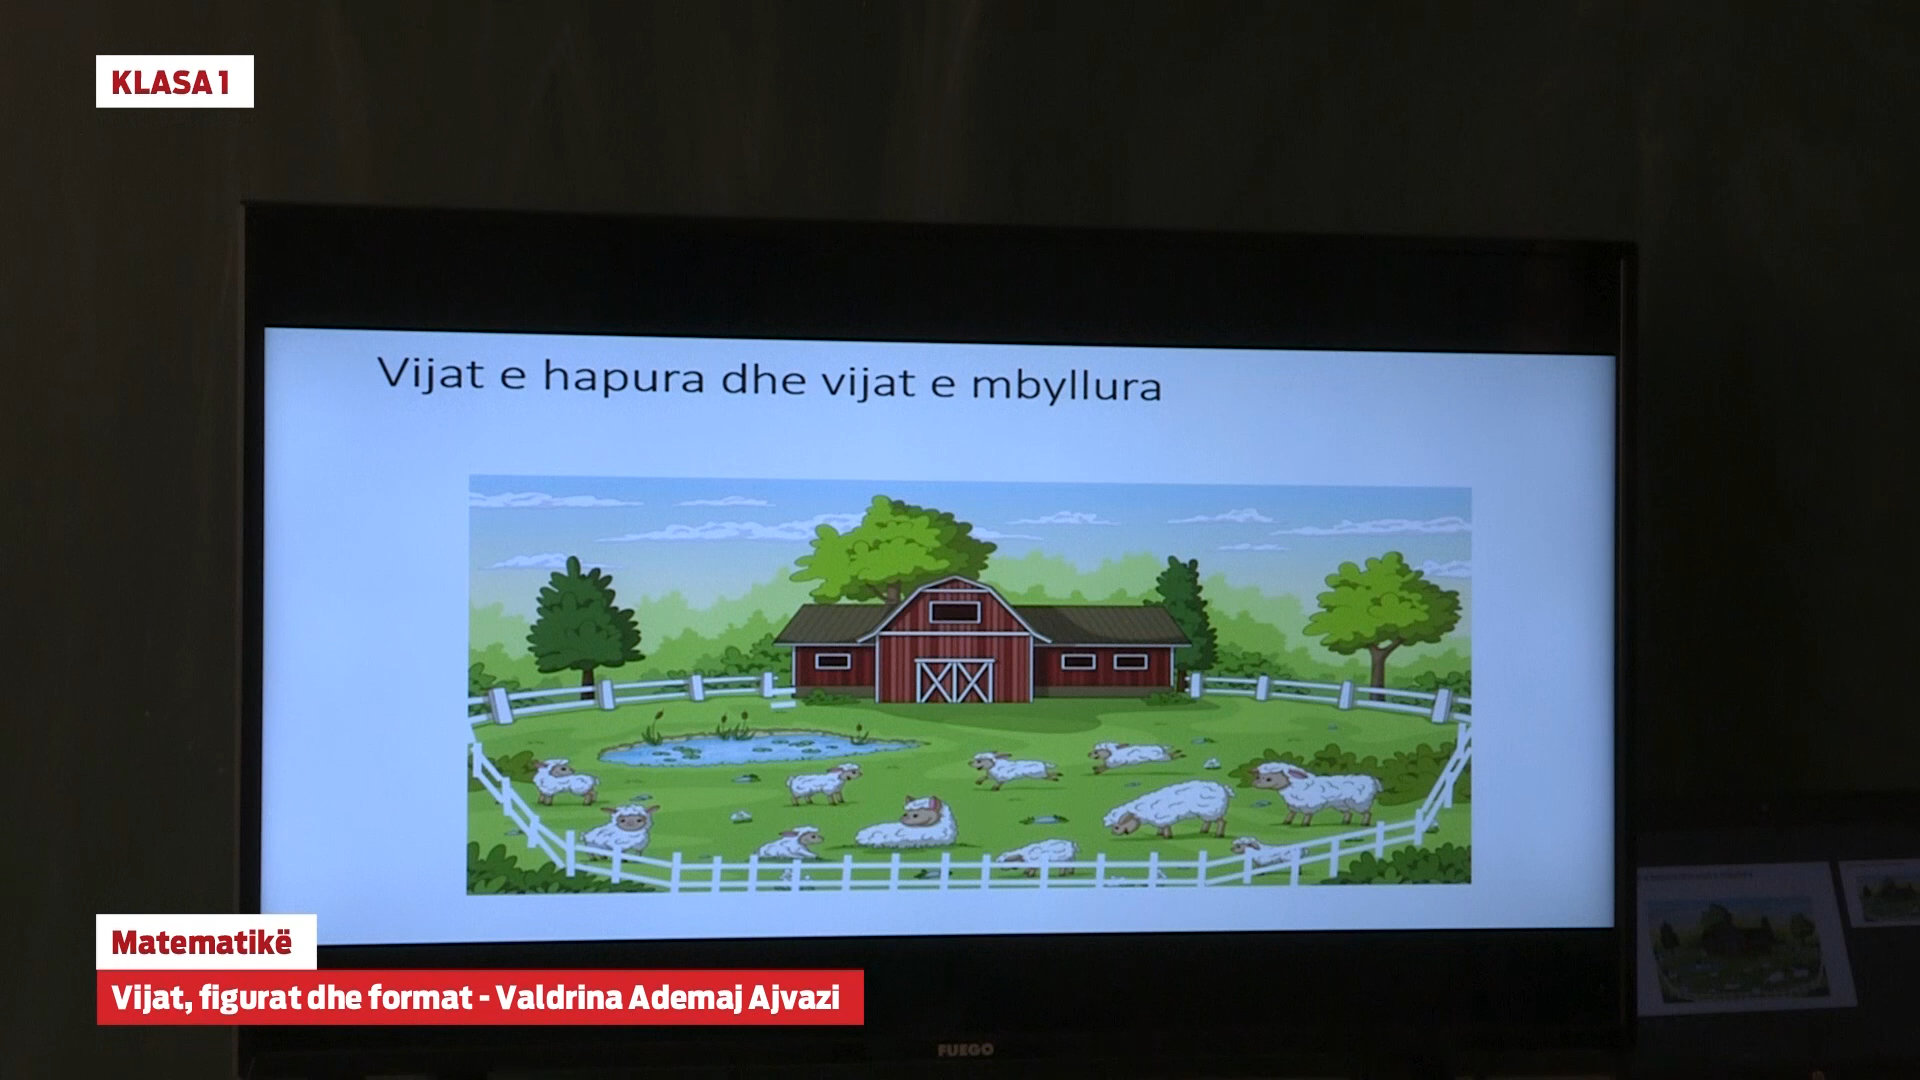 KLASA 1
Vijat e hapura dhe vijat e mbyllura
Matematikë
Vijat, figurat dhe format - Valdrina Ademaj Ajvazi
FUEGO